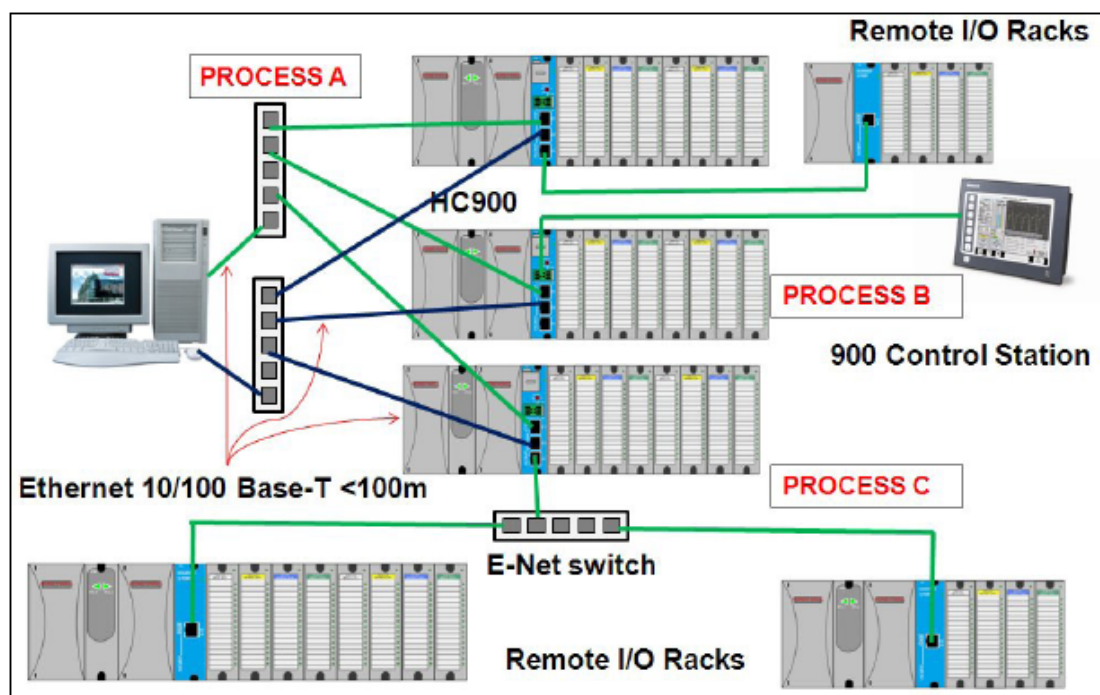 Remote I/O Racks
PROCESS A
HC900
PROCESS B
900 Control Station
Ethernet 10/100 Base-T <100m
PROCESS C
E-Net switch
Remote I/O Racks